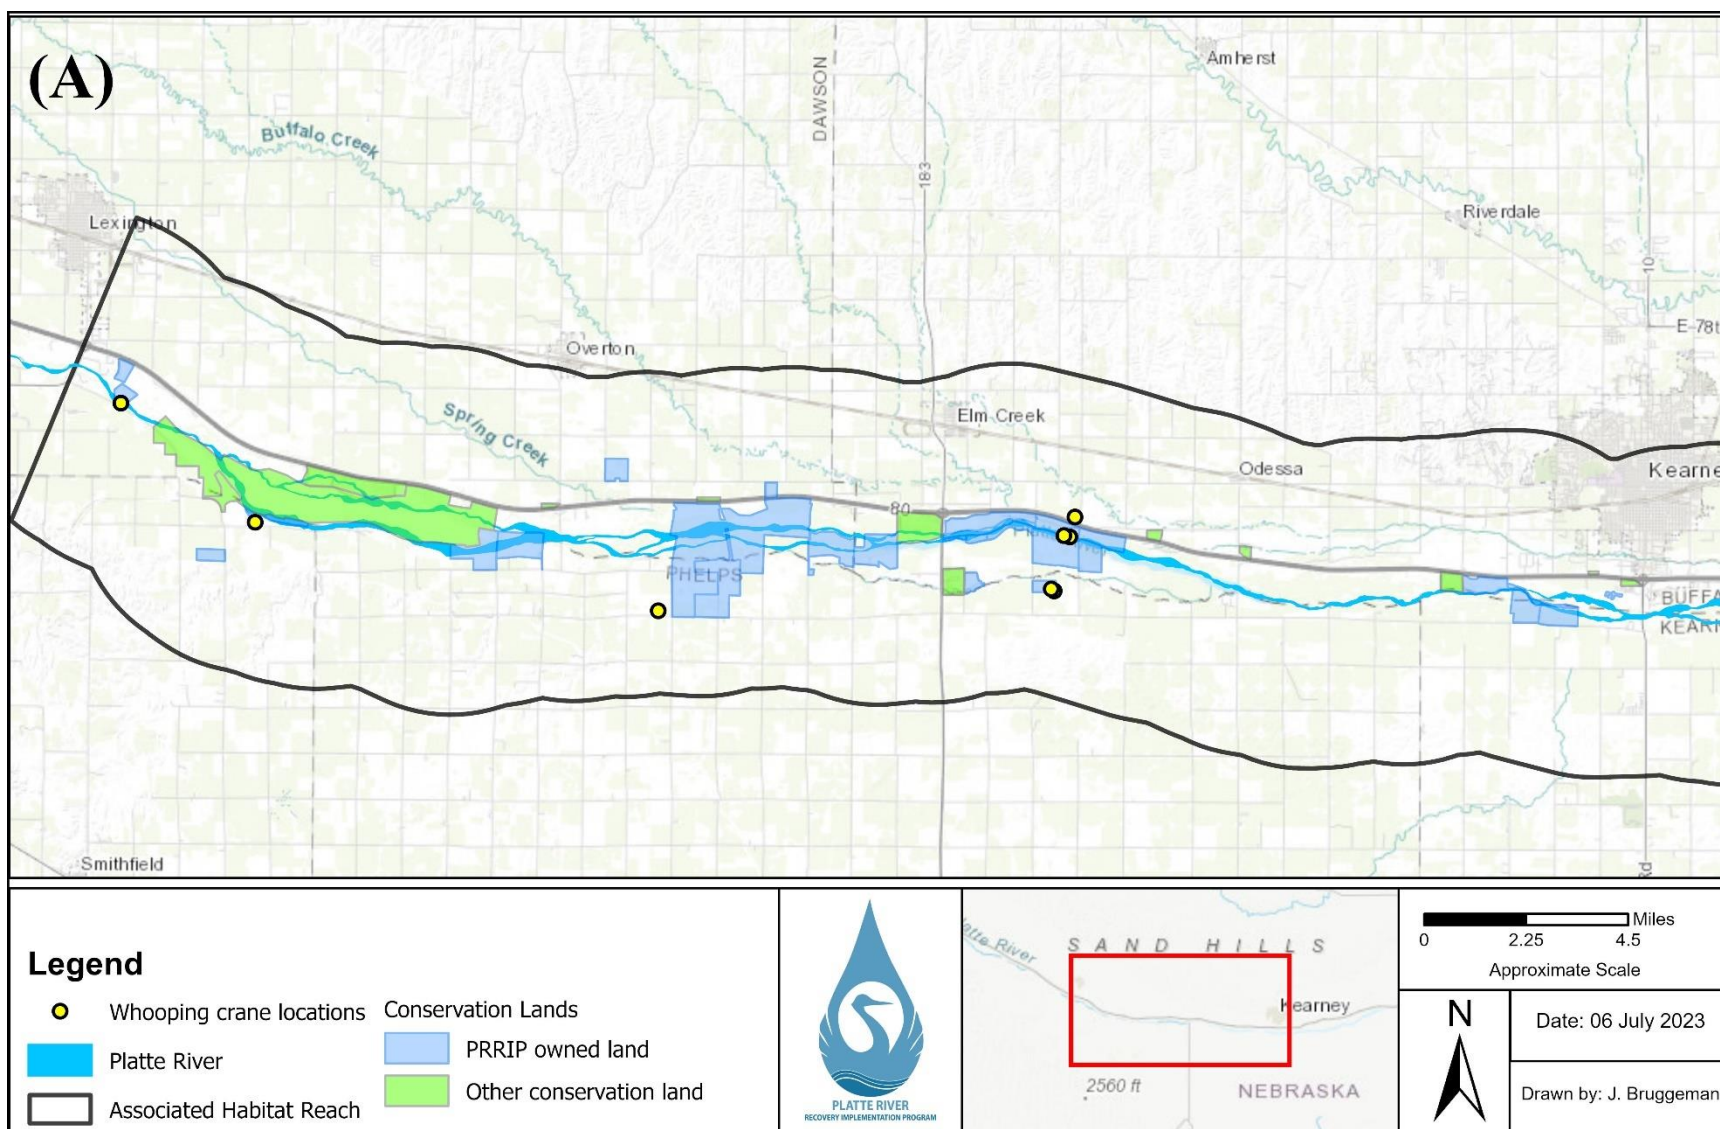 (A)
Amherst
DAWSON
Buffalo Creek
183
Lexington
Riverdale
10
E 78t
Overton
Elm Creek
Spring Creek
Odessa
Kearne
80
PHELPS
BUFFA
KEARN
Smithfield
Rd
Legend
Whooping crane locations
Platte River
Associated Habitat Reach
Conservation Lands
PRRIP owned land
Other conservation land
PLATTE RIVER
RECOVERY IMPLEMENTATION PROGRAM
latte River
SAND HILLS
Kearney
2560 ft
NEBRASKA
Miles
0 2.25 4.5
Approximate Scale
N
Date: 06 July 2023
Drawn by: J. Bruggeman